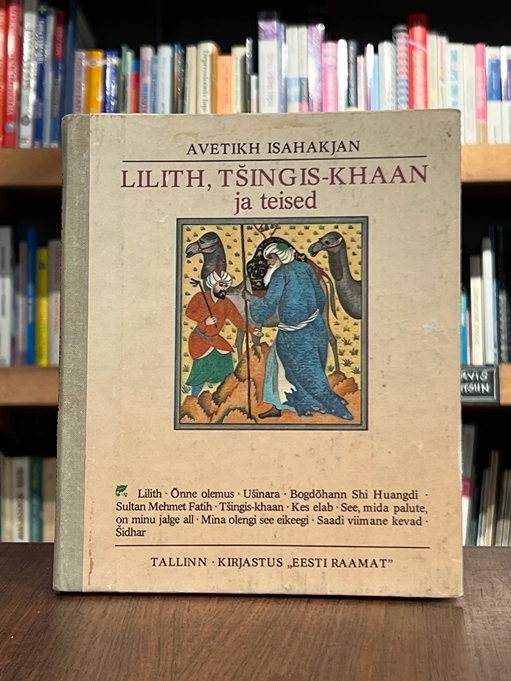 AVETIKH ISAHAKJAN
LILITH, TŠINGIS-KHAAN
ja teised
Lilith · Õnne olemus · Ušinara · Bogdõhann Shi Huangdi ·
Sultan Mehmet Fatih · Tšingis-khaan · Kes elab · See, mida palute,
on minu jalge all · Mina olengi see eikeegi · Saadi viimane kevad ·
Šidhar
TALLINN · KIRJASTUS „EESTI RAAMAT”